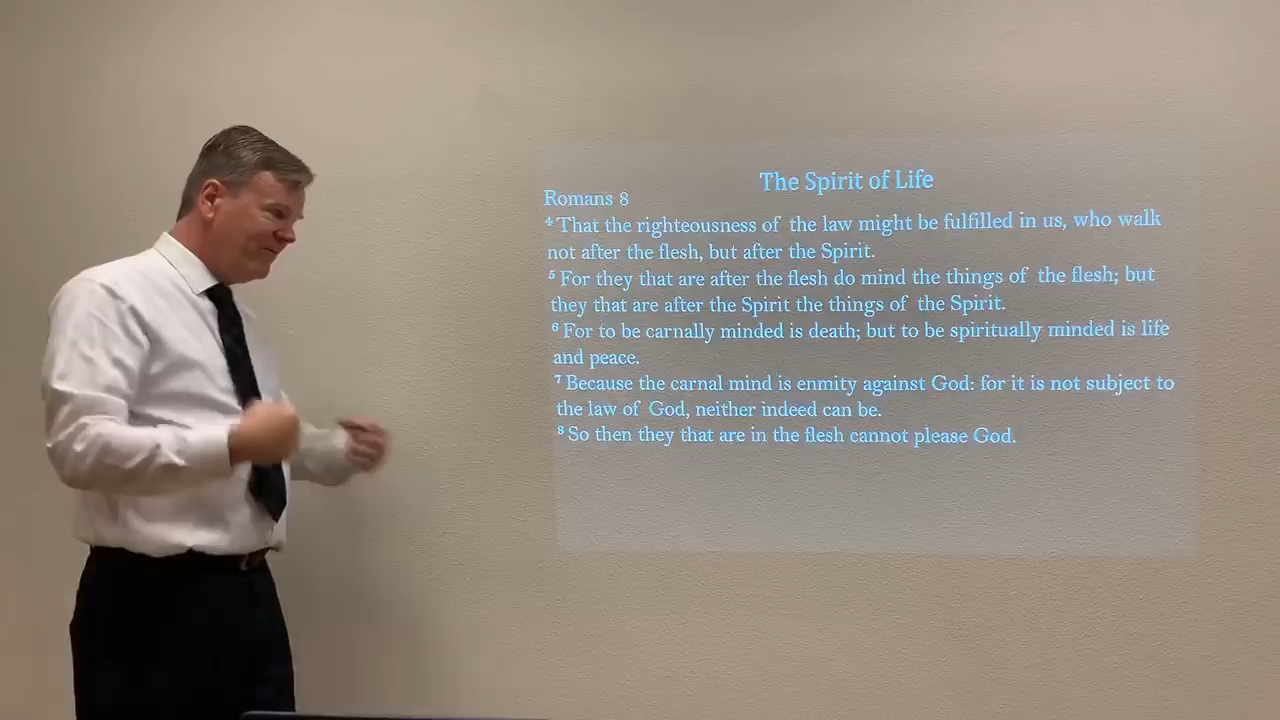 The Spirit of Life
Romans 8
⁴ That the righteousness of the law might be fulfilled in us, who walk
not after the flesh, but after the Spirit.
⁵ For they that are after the flesh do mind the things of the flesh; but
they that are after the Spirit the things of the Spirit.
⁶ For to be carnally minded is death; but to be spiritually minded is life
and peace.
⁷ Because the carnal mind is enmity against God: for it is not subject to
the law of God, neither indeed can be.
⁸ So then they that are in the flesh cannot please God.